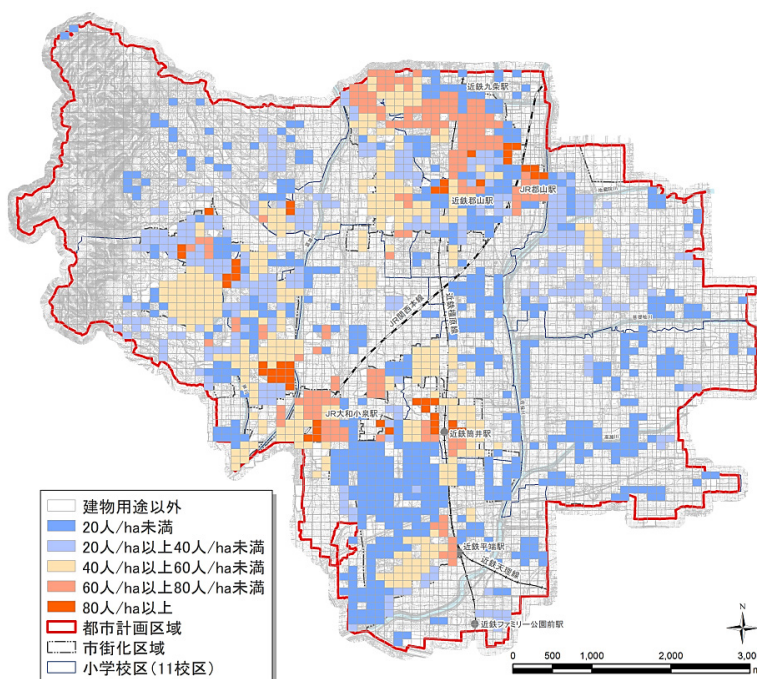 近鉄九条駅
JR郡山駅
近鉄郡山駅
JR関西本線
近鉄橿原線
JR大和小泉駅
近鉄筒井駅
近鉄平端駅
近鉄天理線
近鉄ファミリー公園前駅
建物用途以外
20人/ha未満
20人/ha以上40人/ha未満
40人/ha以上60人/ha未満
60人/ha以上80人/ha未満
80人/ha以上
都市計画区域
市街化区域
小学校区(11校区)
N
0 500 1,000 2,000 3,00
m